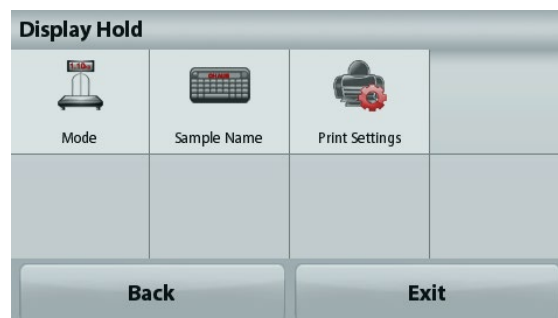 Display Hold
Mode
Sample Name
Print Settings
Back
Exit